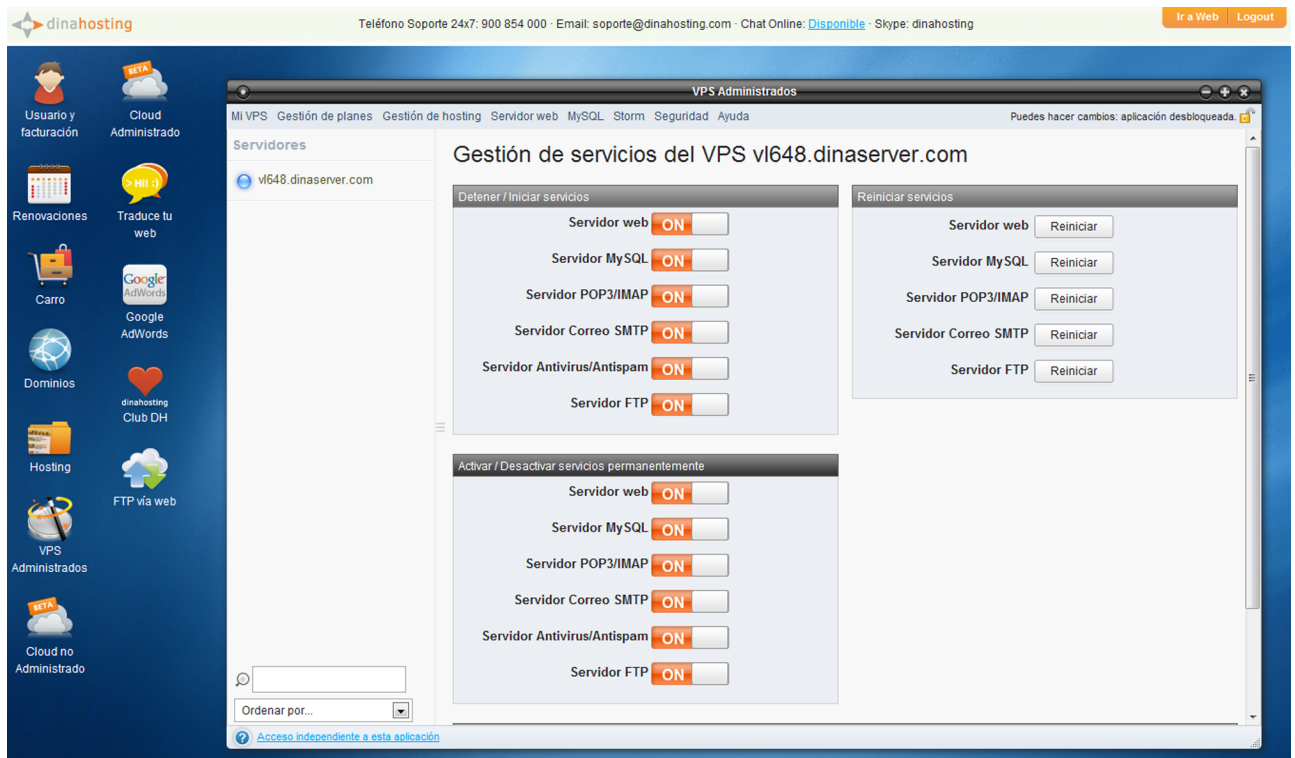 dinahosting
Teléfono Soporte 24x7: 900 854 000 · Email: soporte@dinahosting.com · Chat Online: Disponible · Skype: dinahosting
Ir a Web Logout
Usuario y
facturación
BETA
Cloud
Administrado
Renovaciones
> HI! :)
Traduce tu
web
Carro
Google
AdWords
Google
AdWords
Dominios
dinahosting
Club DH
Hosting
FTP vía web
VPS
Administrados
BETA
Cloud no
Administrado
VPS Administrados
Mi VPS Gestión de planes Gestión de hosting Servidor web MySQL Storm Seguridad Ayuda
Puedes hacer cambios: aplicación desbloqueada.
Servidores
vl648.dinaserver.com
Ordenar por...
Acceso independiente a esta aplicación
Gestión de servicios del VPS vl648.dinaserver.com
Detener / Iniciar servicios
Servidor web ON
Servidor MySQL ON
Servidor POP3/IMAP ON
Servidor Correo SMTP ON
Servidor Antivirus/Antispam ON
Servidor FTP ON
Reiniciar servicios
Servidor web Reiniciar
Servidor MySQL Reiniciar
Servidor POP3/IMAP Reiniciar
Servidor Correo SMTP Reiniciar
Servidor FTP Reiniciar
Activar / Desactivar servicios permanentemente
Servidor web ON
Servidor MySQL ON
Servidor POP3/IMAP ON
Servidor Correo SMTP ON
Servidor Antivirus/Antispam ON
Servidor FTP ON